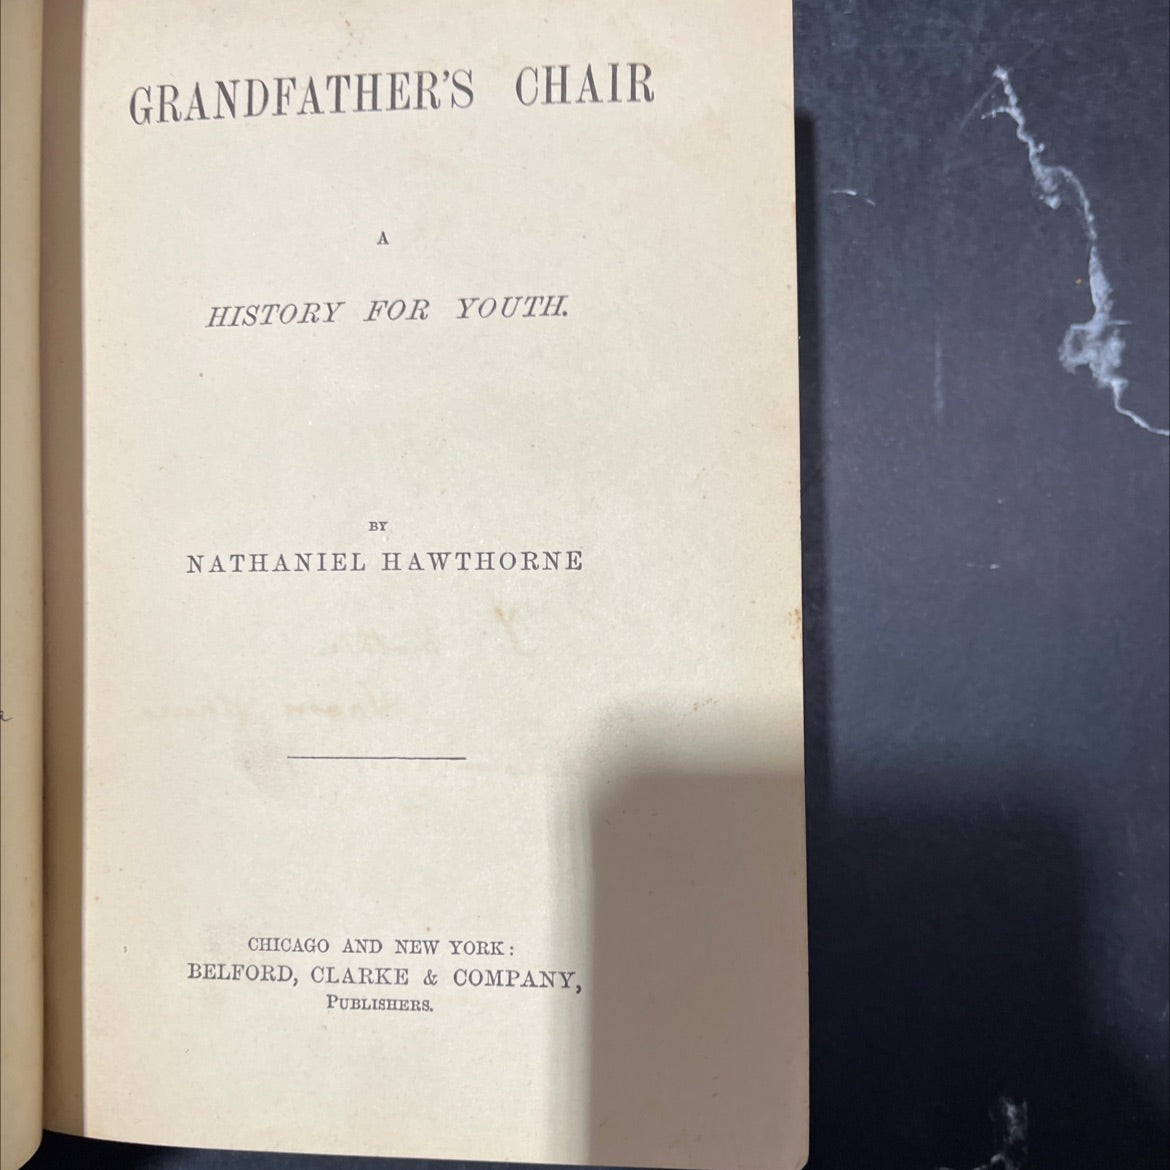 GRANDFATHER'S CHAIR
A
HISTORY FOR YOUTH.
BY
NATHANIEL HAWTHORNE
CHICAGO AND NEW YORK:
BELFORD, CLARKE & COMPANY,
PUBLISHERS.